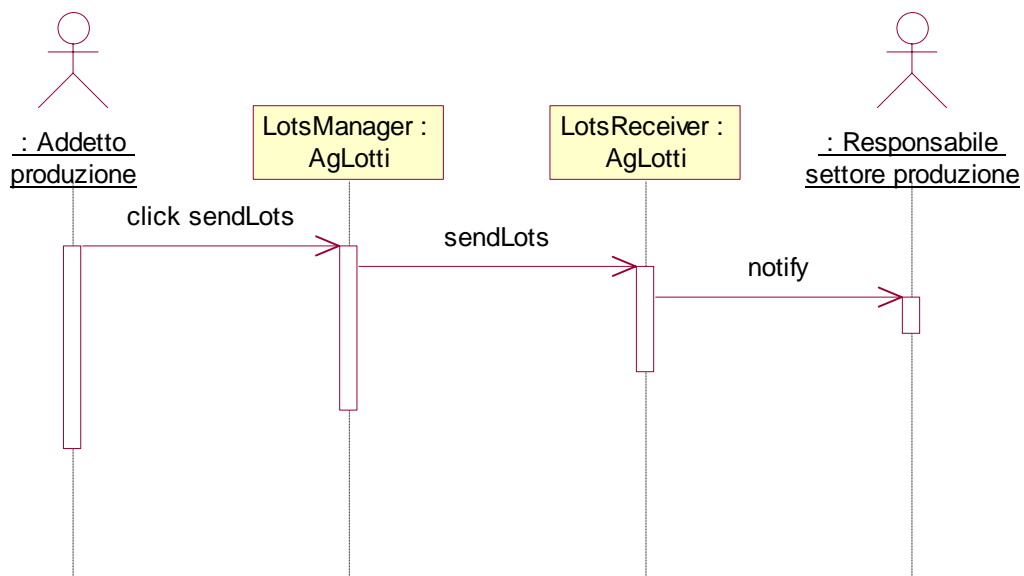 : Addetto
produzione
LotsManager :
AgLotti
LotsReceiver :
AgLotti
: Responsabile
settore produzione
click sendLots
sendLots
notify